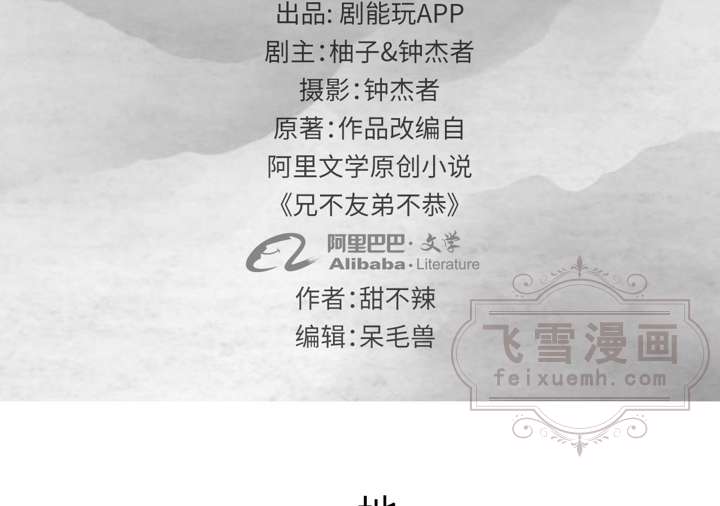 出品: 剧能玩APP
剧主:柚子&钟杰者
摄影:钟杰者
原著:作品改编自
阿里文学原创小说
《兄不友弟不恭》
阿里巴巴·文学
Alibaba·Literature
作者:甜不辣
编辑:呆毛兽
飞雪漫画
feixuemh.com